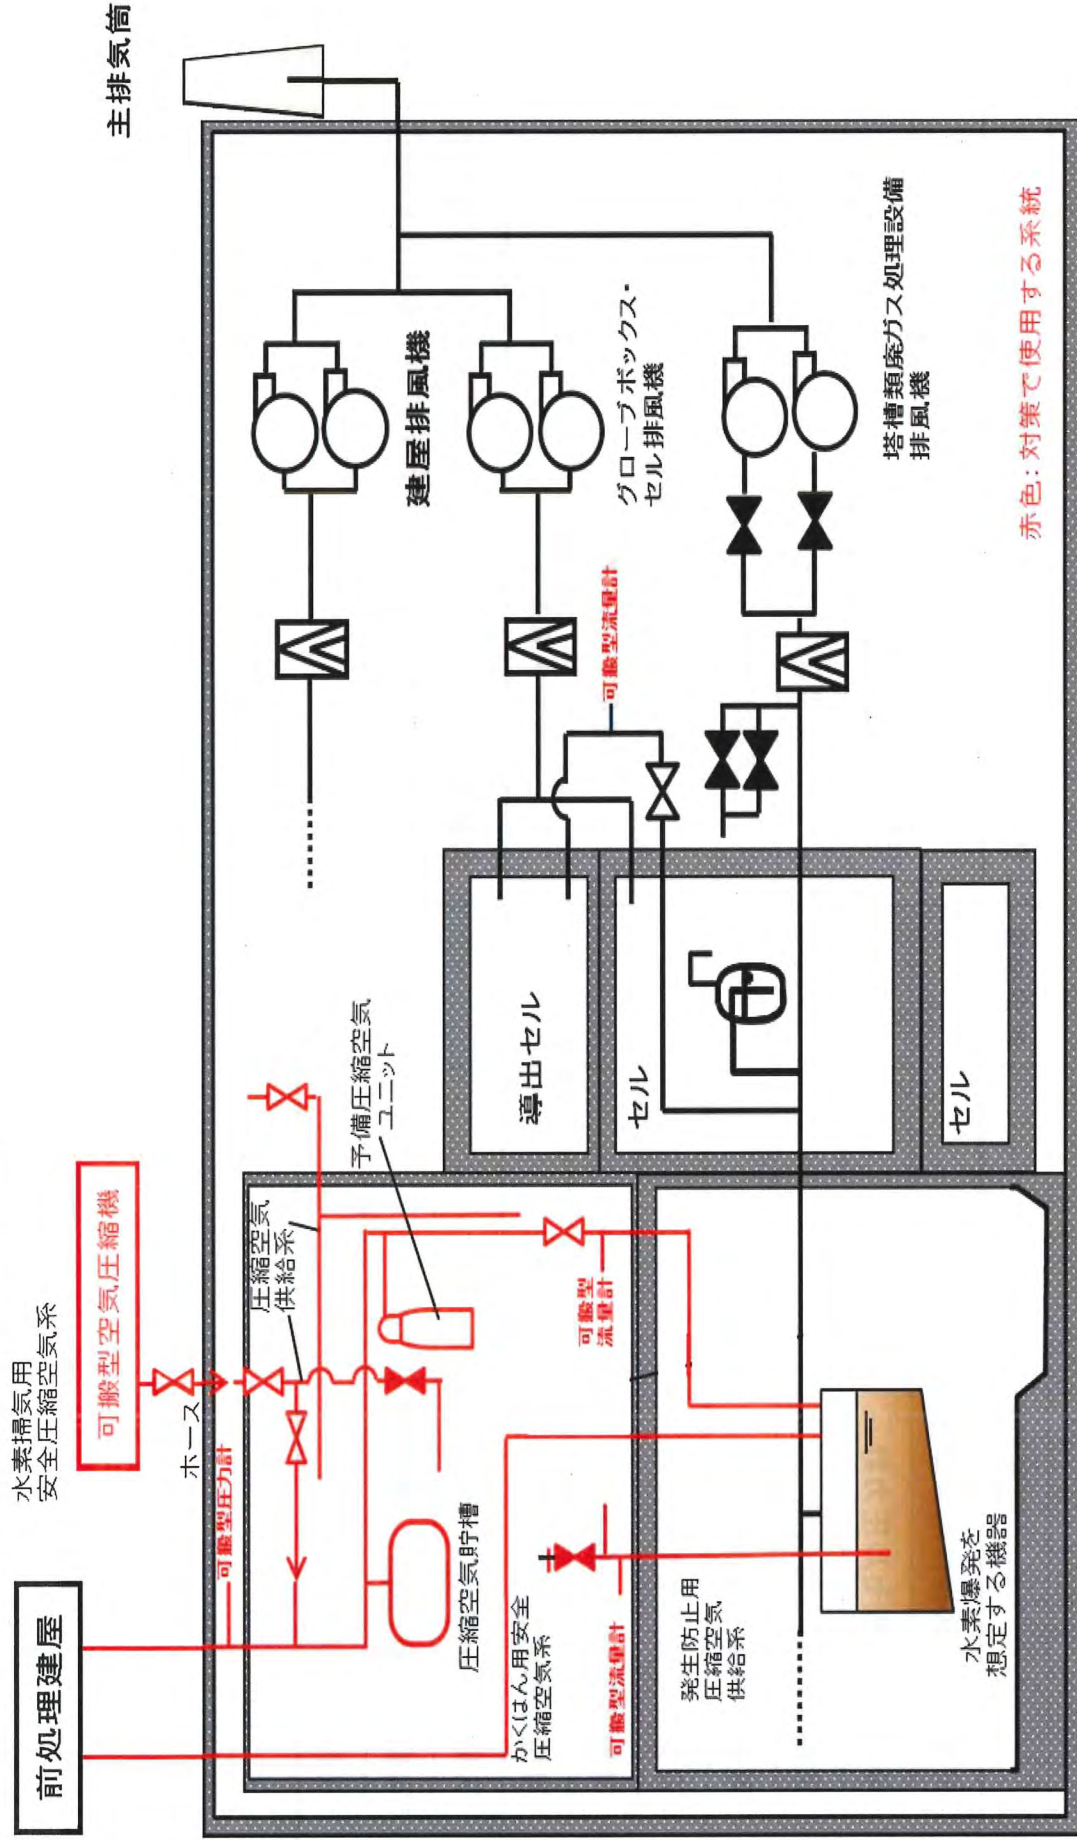 前処理建屋
水素掃気用
安全圧縮空気系
可搬型空気圧縮機
主排気筒
ホース
可搬型圧力計
圧縮空気
供給系
予備圧縮空気
ユニット
圧縮空気貯槽
かくはん用安全
圧縮空気系
可搬型
流量計
可搬型流量計
発生防止用
圧縮空気
供給系
水素爆発を
想定する機器
導出セル
セル
セル
可搬型流量計
建屋排風機
グローブボックス・
セル排風機
塔槽類廃ガス処理設備
排風機
赤色：対策で使用する系統